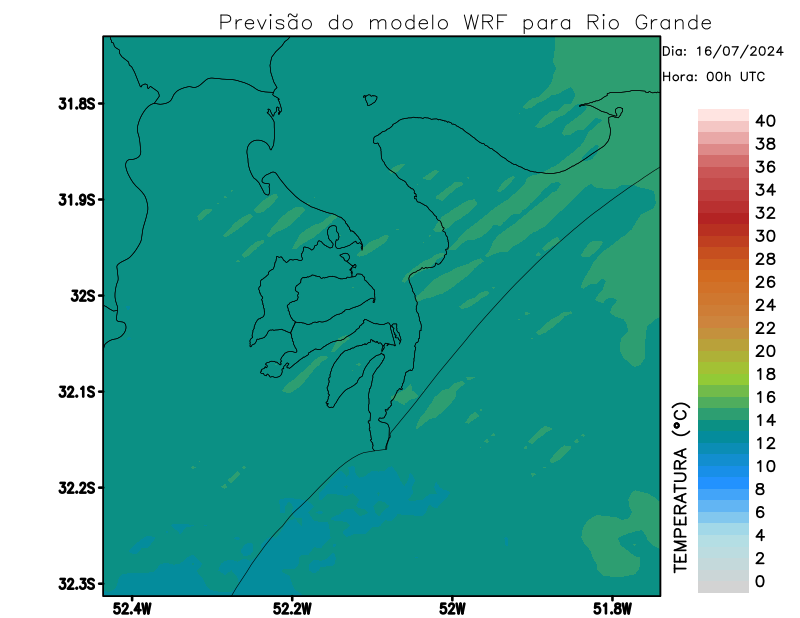 Previsão do modelo WRF para Rio Grande
Dia: 16/07/2024
Hora: 00h UTC
31.8S
31.9S
32S
32.1S
32.2S
32.3S
52.4W
52.2W
52W
51.8W
TEMPERATURA (°C)
40
38
36
34
32
30
28
26
24
22
20
18
16
14
12
10
8
6
4
2
0